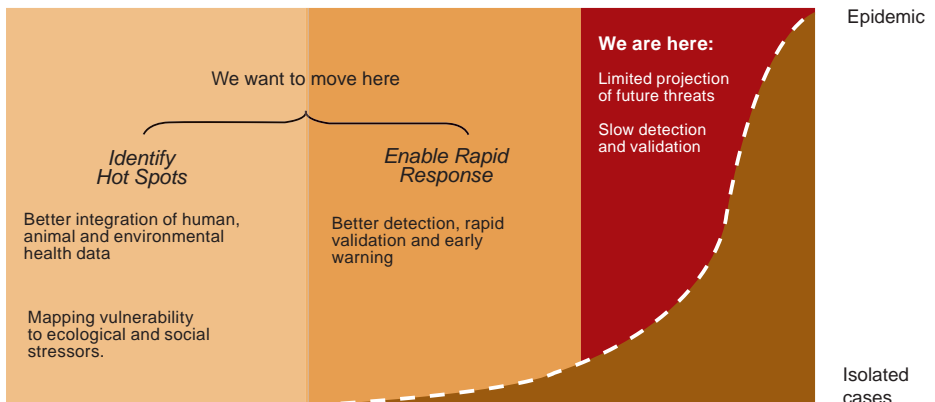 Epidemic
We are here:
Limited projection
of future threats
Slow detection
and validation
We want to move here
Identify
Hot Spots
Enable Rapid
Response
Better integration of human,
animal and environmental
health data
Better detection, rapid
validation and early
warning
Mapping vulnerability
to ecological and social
stressors.
Isolated
cases